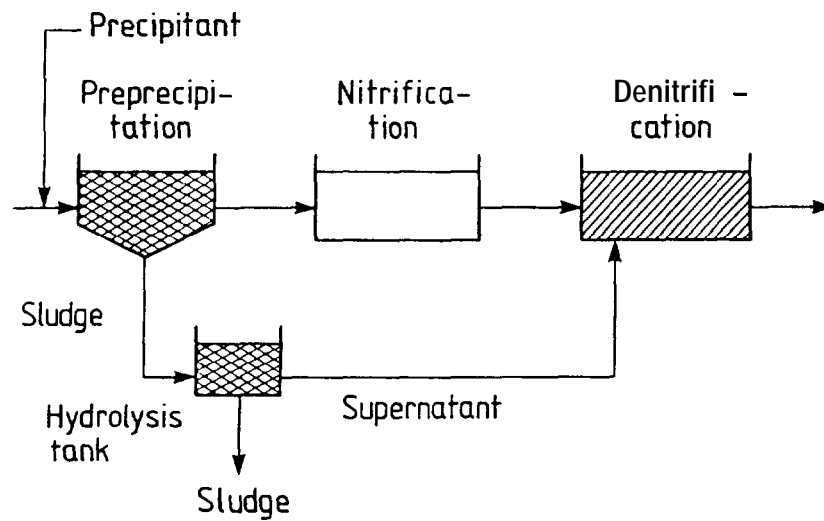 Precipitant
Preprecipi-
tation
Nitrifica-
tion
Denitrifi -
cation
Sludge
Hydrolysis
tank
Supernatant
Sludge